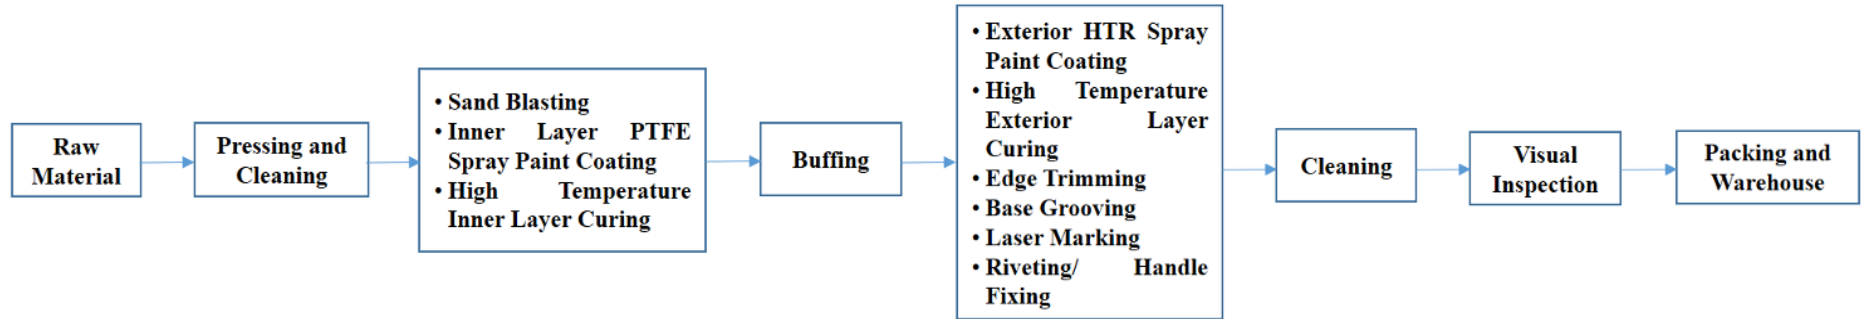 Raw
Material
Pressing and
Cleaning
• Sand Blasting
• Inner Layer PTFE
Spray Paint Coating
• High Temperature
Inner Layer Curing
Buffing
• Exterior HTR Spray
Paint Coating
• High Temperature
Exterior Layer
Curing
• Edge Trimming
• Base Grooving
• Laser Marking
• Riveting/ Handle
Fixing
Cleaning
Visual
Inspection
Packing and
Warehouse